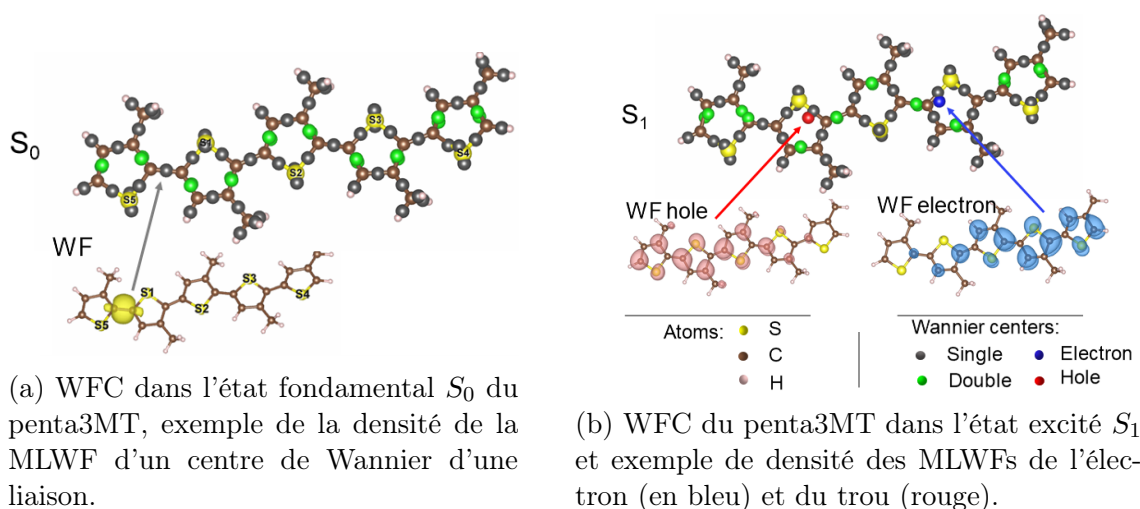 S0
S1
S2
S3
S4
S5
WF
S1
S2
S3
S4
S5
(a) WFC dans l'état fondamental S0 du
penta3MT, exemple de la densité de la
MLWF d'un centre de Wannier d'une
liaison.
S1
WF hole
WF electron
Atoms:
S
C
H
Wannier centers:
Single
Electron
Double
Hole
(b) WFC du penta3MT dans l'état excité S1
et exemple de densité des MLWFs de l'élec-
tron (en bleu) et du trou (rouge).